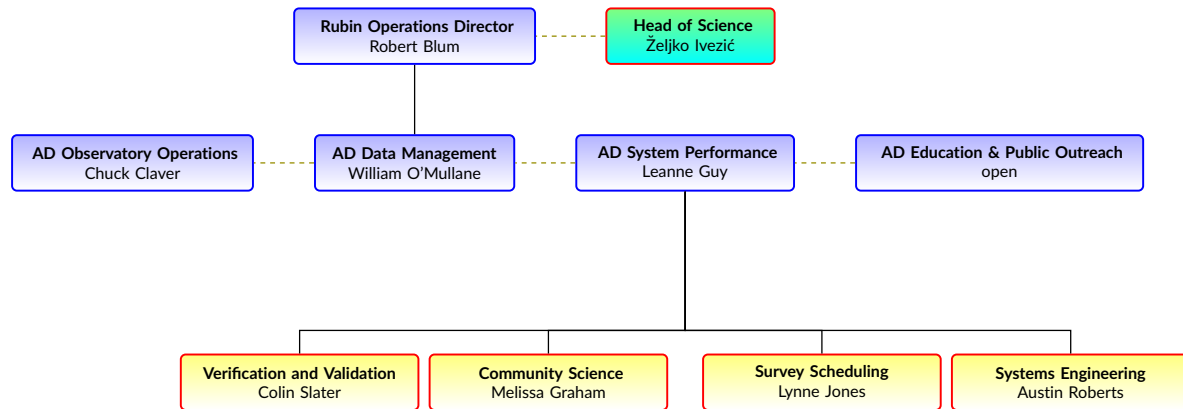 Rubin Operations Director
Robert Blum
Head of Science
Željko Ivezić
AD Observatory Operations
Chuck Claver
AD Data Management
William O’Mullane
AD System Performance
Leanne Guy
AD Education & Public Outreach
open
Verification and Validation
Colin Slater
Community Science
Melissa Graham
Survey Scheduling
Lynne Jones
Systems Engineering
Austin Roberts